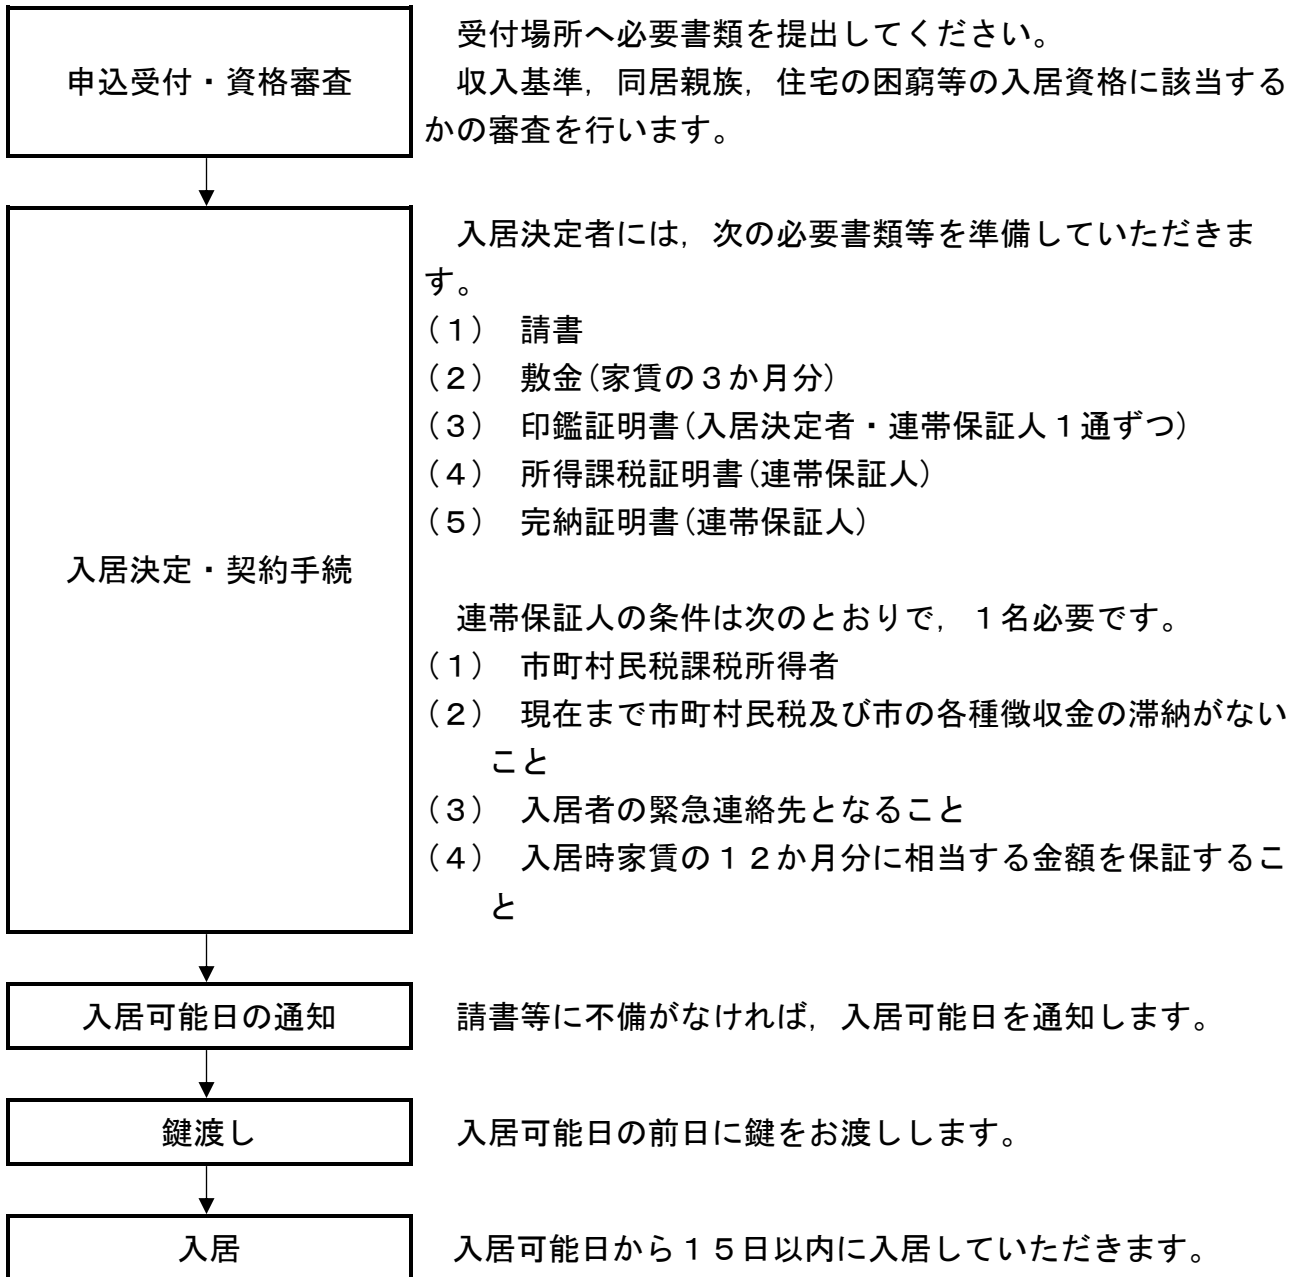 申込受付・資格審査
　受付場所へ必要書類を提出してください。
　収入基準，同居親族，住宅の困窮等の入居資格に該当する
かの審査を行います。
入居決定・契約手続
　入居決定者には，次の必要書類等を準備していただきま
す。
（１）　請書
（２）　敷金(家賃の３か月分)
（３）　印鑑証明書(入居決定者・連帯保証人１通ずつ)
（４）　所得課税証明書(連帯保証人)
（５）　完納証明書(連帯保証人)
　連帯保証人の条件は次のとおりで，１名必要です。
（１）　市町村民税課税所得者
（２）　現在まで市町村民税及び市の各種徴収金の滞納がない
こと
（３）　入居者の緊急連絡先となること
（４）　入居時家賃の１２か月分に相当する金額を保証するこ
と
入居可能日の通知
　請書等に不備がなければ，入居可能日を通知します。
鍵渡し
　入居可能日の前日に鍵をお渡しします。
入居
　入居可能日から１５日以内に入居していただきます。